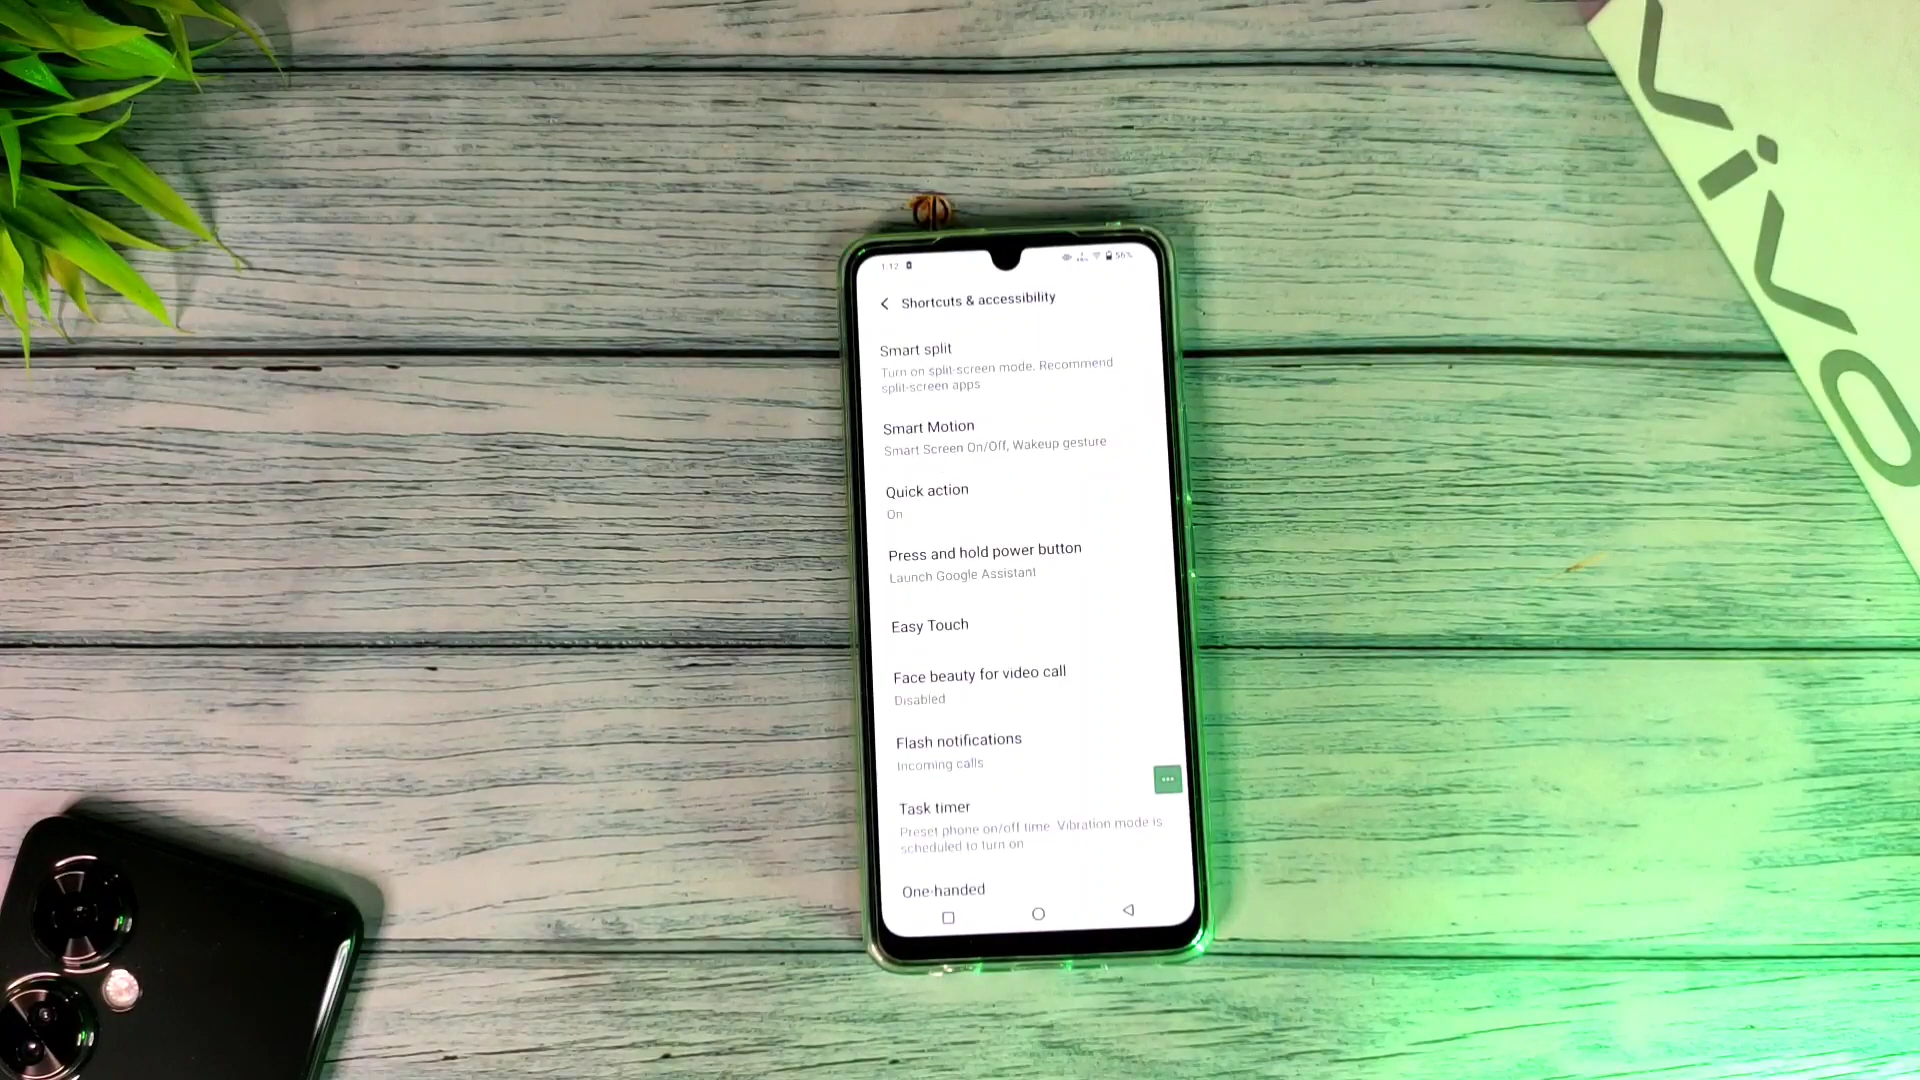 vivo
1:12
56%
Shortcuts & accessibility
Smart split
Turn on split-screen mode. Recommend
split-screen apps
Smart Motion
Smart Screen On/Off, Wakeup gesture
Quick action
On
Press and hold power button
Launch Google Assistant
Easy Touch
Face beauty for video call
Disabled
Flash notifications
Incoming calls
Task timer
Preset phone on/off time. Vibration mode is
scheduled to turn on
One-handed